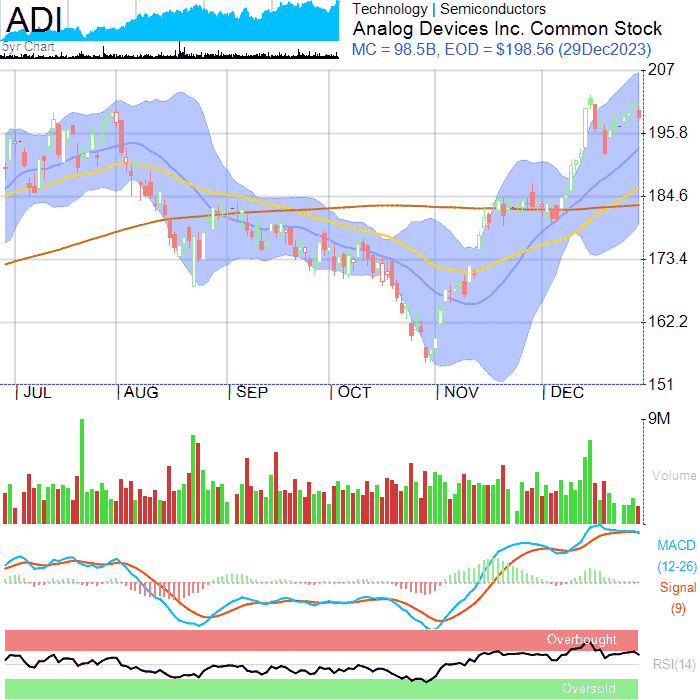 ADI
5yr Chart
Technology | Semiconductors
Analog Devices Inc. Common Stock
MC = 98.5B, EOD = $198.56 (29Dec2023)
207
195.8
184.6
173.4
162.2
151
JUL AUG SEP OCT NOV DEC
9M
Volume
MACD
(12-26)
Signal
(9)
Overbought
RSI(14)
Oversold